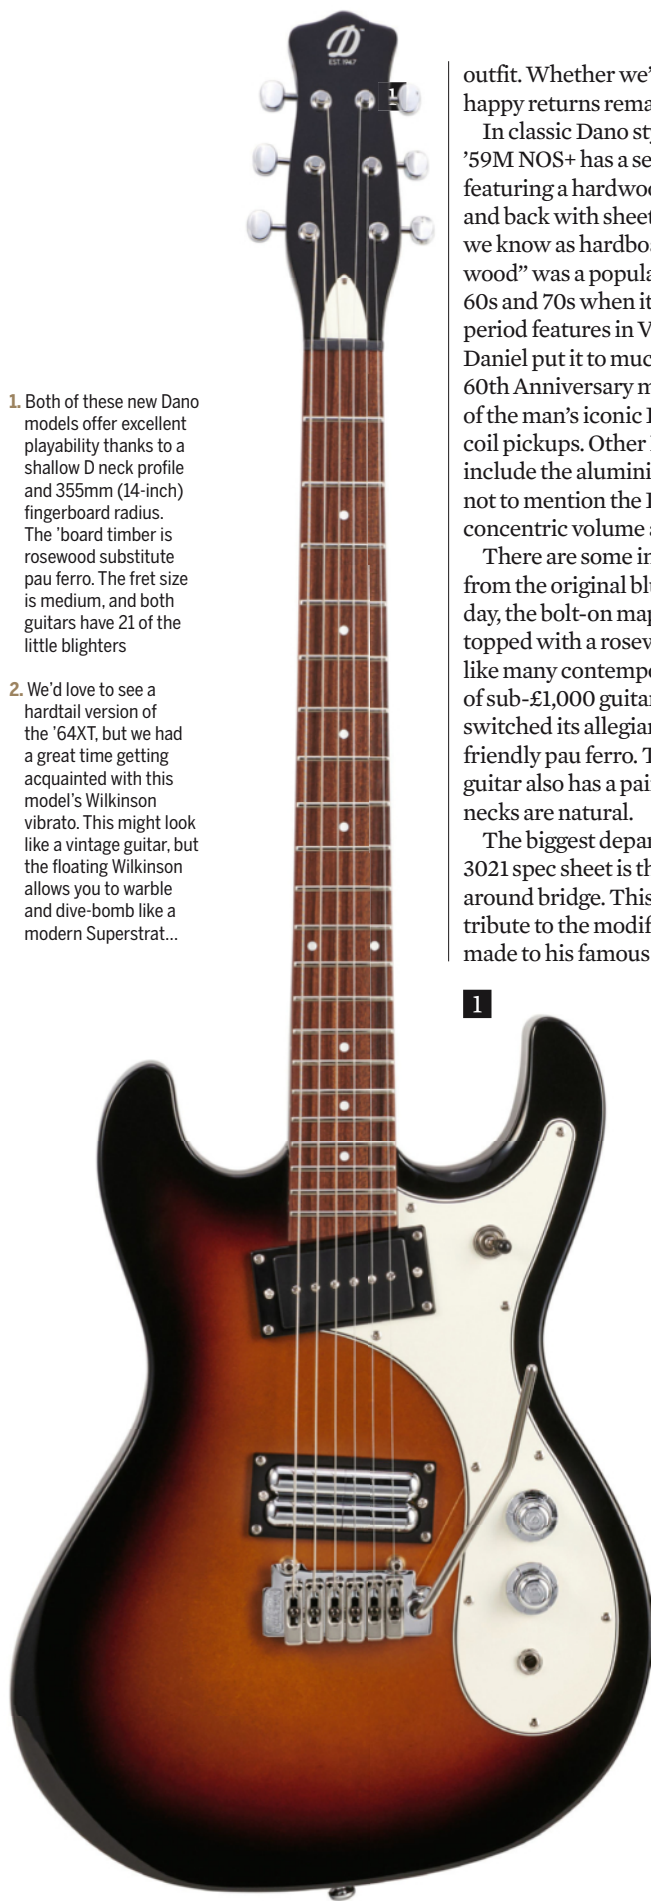 D
EST. 1947
1
1. Both of these new Dano
models offer excellent
playability thanks to a
shallow D neck profile
and 355mm (14-inch)
fingerboard radius.
The ’board timber is
rosewood substitute
pau ferro. The fret size
is medium, and both
guitars have 21 of the
little blighters
2. We’d love to see a
hardtail version of
the ’64XT, but we had
a great time getting
acquainted with this
model’s Wilkinson
vibrato. This might look
like a vintage guitar, but
the floating Wilkinson
allows you to warble
and dive-bomb like a
modern Superstrat...
outfit. Whether we’
happy returns rema
In classic Dano sty
’59M NOS+ has a se
featuring a hardwoo
and back with sheet
we know as hardboa
wood” was a popula
60s and 70s when it
period features in V
Daniel put it to muc
60th Anniversary m
of the man’s iconic
coil pickups. Other
include the alumini
not to mention the
concentric volume a
There are some in
from the original blu
day, the bolt-on map
topped with a rosew
like many contempo
of sub-£1,000 guitar
switched its allegian
friendly pau ferro. T
guitar also has a pai
necks are natural.
The biggest depar
3021 spec sheet is th
around bridge. This
tribute to the modif
made to his famous
1